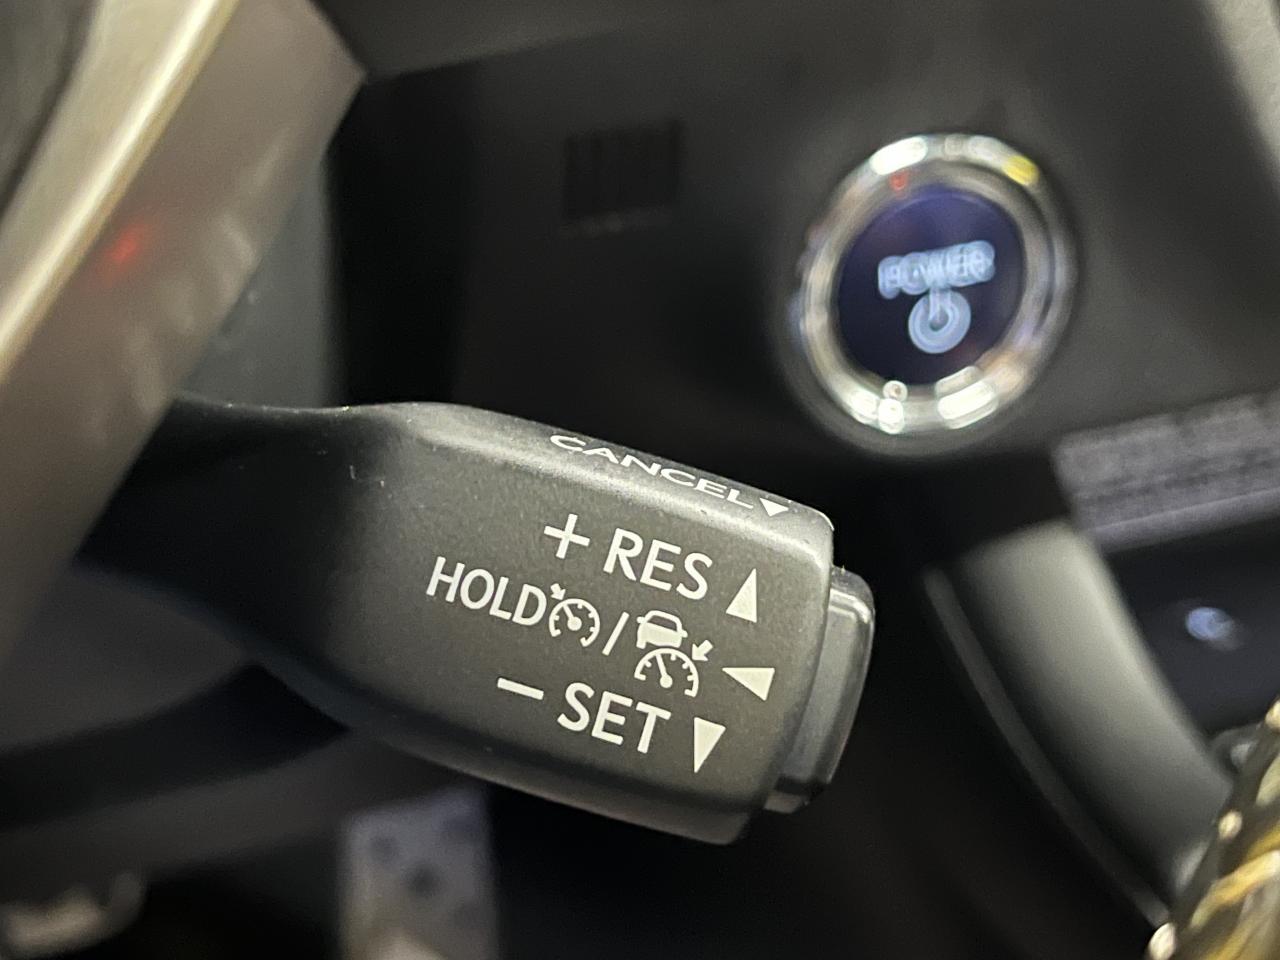 POWER
CANCEL▼
+ RES ▲
HOLD / ◀
− SET ▼